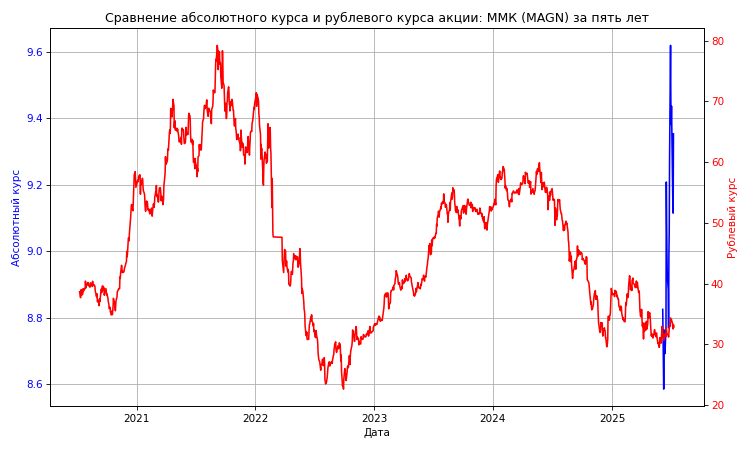 Сравнение абсолютного курса и рублевого курса акции: ММК (MAGN) за пять лет
9.6
9.4
9.2
9.0
8.8
8.6
Абсолютный курс
80
70
60
50
40
30
20
Рублевый курс
2021 2022 2023 2024 2025
Дата